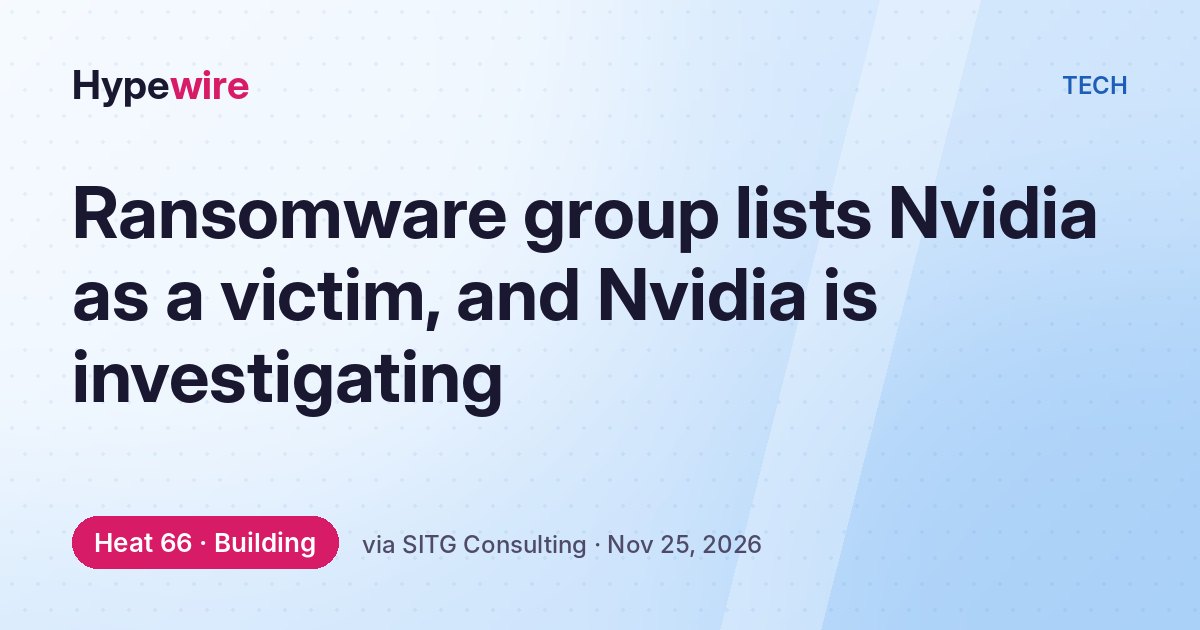 Hypewire
TECH
Ransomware group lists Nvidia
as a victim, and Nvidia is
investigating
Heat 66 · Building
via SITG Consulting · Nov 25, 2026